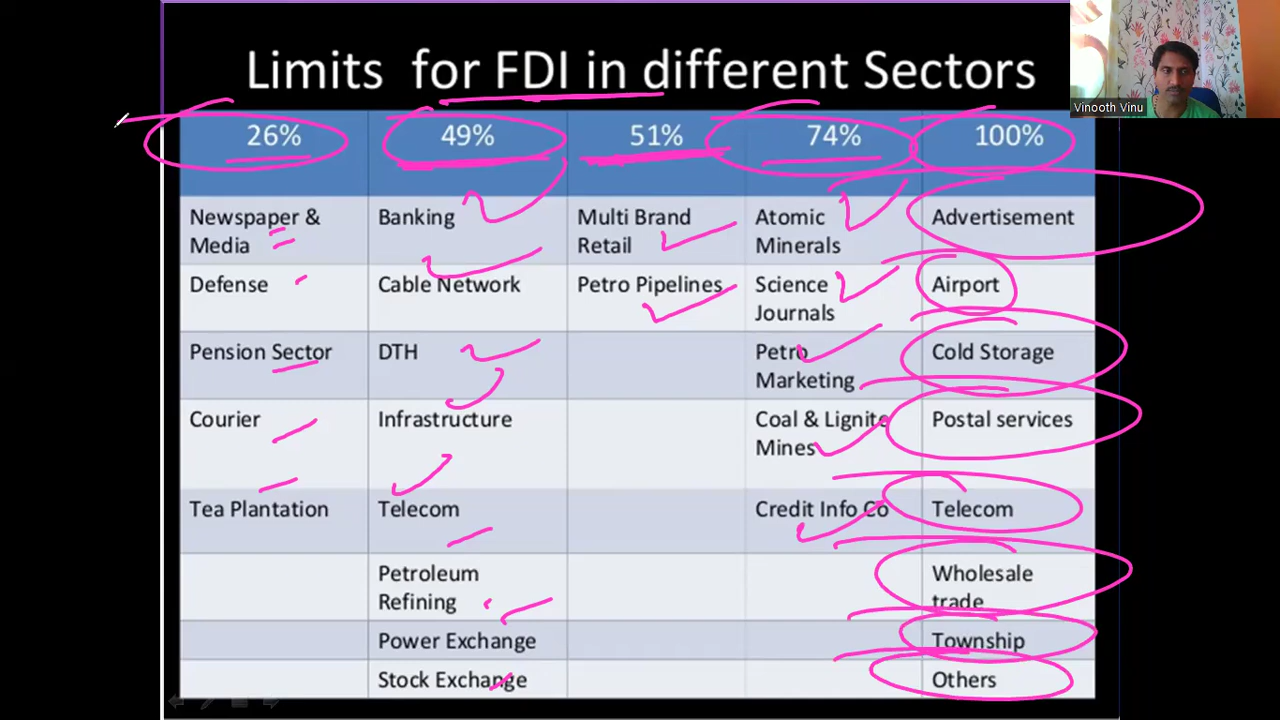 Limits for FDI in different Sectors
Vinooth Vinu
26% 49% 51% 74% 100%
Newspaper & Media Banking Multi Brand Retail Atomic Minerals Advertisement
Defense Cable Network Petro Pipelines Science Journals Airport
Pension Sector DTH Petro Marketing Cold Storage
Courier Infrastructure Coal & Lignite Mines Postal services
Tea Plantation Telecom Credit Info Co Telecom
Petroleum Refining Wholesale trade
Power Exchange Township
Stock Exchange Others